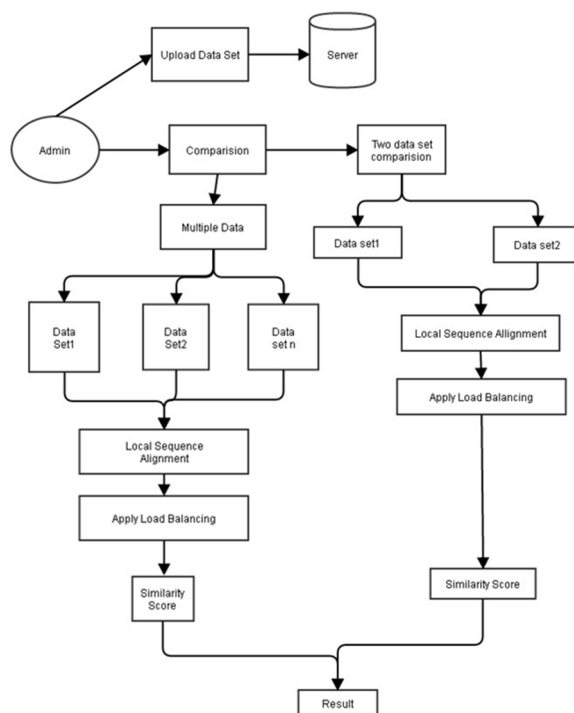 Upload Data Set
Server
Admin
Comparision
Two data set
comparision
Multiple Data
Data set1
Data set2
Data
Set1
Data
Set2
Data
set n
Local Sequence Allignment
Apply Load Balancing
Local Sequence
Alignment
Apply Load Balancing
Similarity
Score
Similarity Score
Result